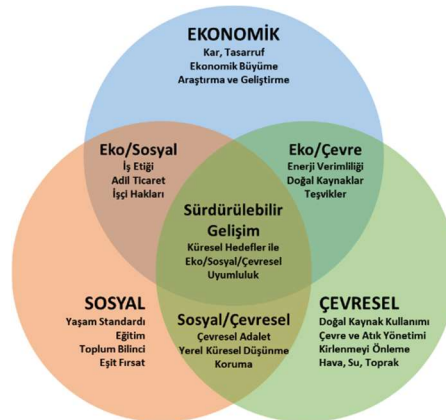 EKONOMİK
Kar, Tasarruf
Ekonomik Büyüme
Araştırma ve Geliştirme
Eko/Sosyal
İş Etiği
Adil Ticaret
İşçi Hakları
Eko/Çevre
Enerji Verimliliği
Doğal Kaynaklar
Teşvikler
Sürdürülebilir
Gelişim
Küresel Hedefler ile
Eko/Sosyal/Çevresel
Uyumluluk
SOSYAL
Yaşam Standardı
Eğitim
Toplum Bilinci
Eşit Fırsat
Sosyal/Çevresel
Çevresel Adalet
Yerel Küresel Düşünme
Koruma
ÇEVRESEL
Doğal Kaynak Kullanımı
Çevre ve Atık Yönetimi
Kirlenmeyi Önleme
Hava, Su, Toprak